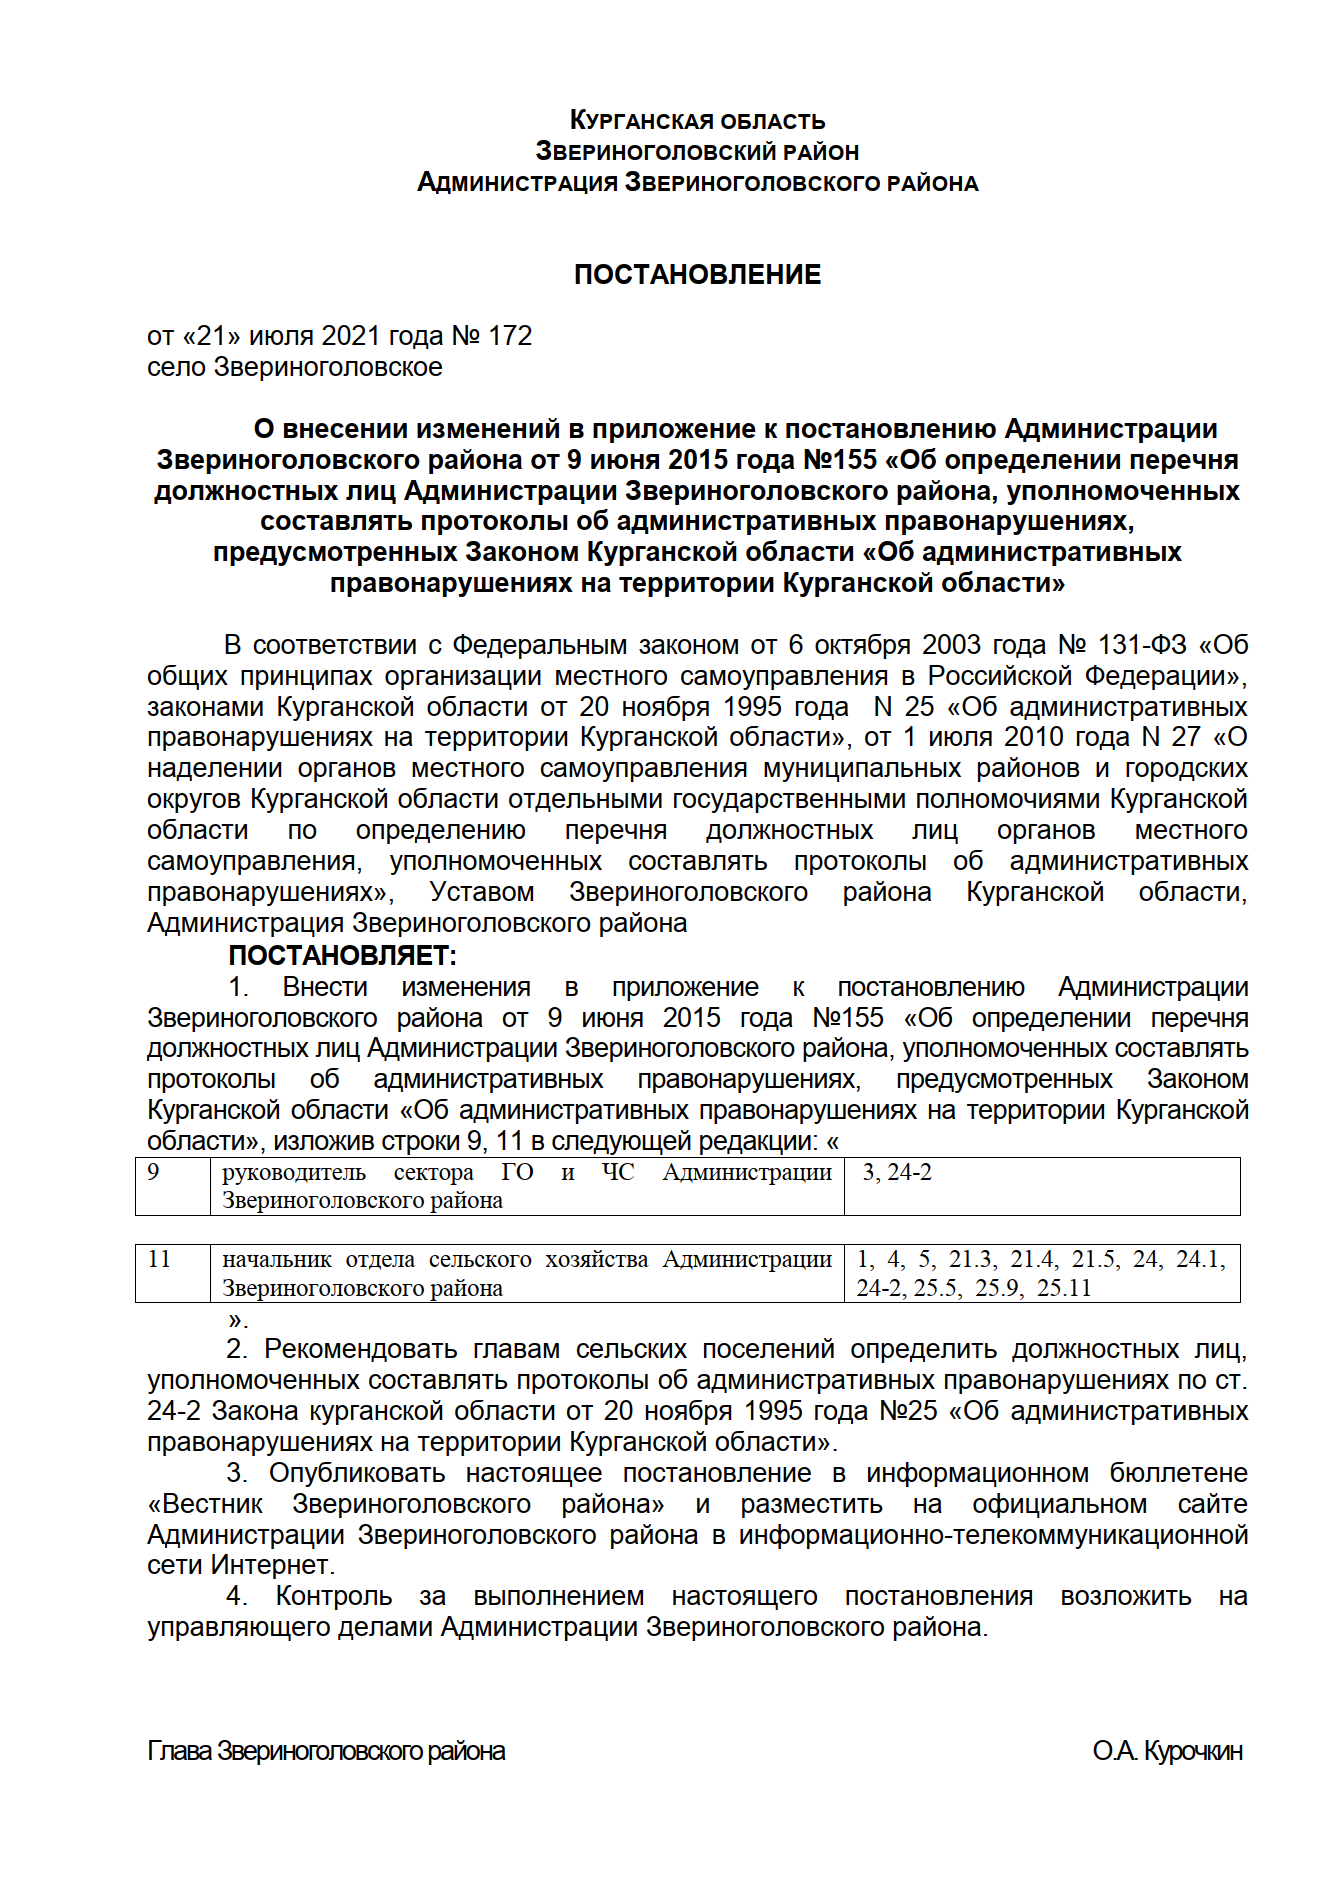 Курганская область
Звериноголовский район
Администрация Звериноголовского района
ПОСТАНОВЛЕНИЕ
от «21» июля 2021 года № 172
село Звериноголовское
О внесении изменений в приложение к постановлению Администрации
Звериноголовского района от 9 июня 2015 года №155 «Об определении перечня
должностных лиц Администрации Звериноголовского района, уполномоченных
составлять протоколы об административных правонарушениях,
предусмотренных Законом Курганской области «Об административных
правонарушениях на территории Курганской области»
В соответствии с Федеральным законом от 6 октября 2003 года № 131-ФЗ «Об
общих принципах организации местного самоуправления в Российской Федерации»,
законами Курганской области от 20 ноября 1995 года N 25 «Об административных
правонарушениях на территории Курганской области», от 1 июля 2010 года N 27 «О
наделении органов местного самоуправления муниципальных районов и городских
округов Курганской области отдельными государственными полномочиями Курганской
области по определению перечня должностных лиц органов местного
самоуправления, уполномоченных составлять протоколы об административных
правонарушениях», Уставом Звериноголовского района Курганской области,
Администрация Звериноголовского района
ПОСТАНОВЛЯЕТ:
1. Внести изменения в приложение к постановлению Администрации
Звериноголовского района от 9 июня 2015 года №155 «Об определении перечня
должностных лиц Администрации Звериноголовского района, уполномоченных составлять
протоколы об административных правонарушениях, предусмотренных Законом
Курганской области «Об административных правонарушениях на территории Курганской
области», изложив строки 9, 11 в следующей редакции: «
9 руководитель сектора ГО и ЧС Администрации 3, 24-2
Звериноголовского района
11 начальник отдела сельского хозяйства Администрации 1, 4, 5, 21.3, 21.4, 21.5, 24, 24.1,
Звериноголовского района 24-2, 25.5, 25.9, 25.11
».
2. Рекомендовать главам сельских поселений определить должностных лиц,
уполномоченных составлять протоколы об административных правонарушениях по ст.
24-2 Закона курганской области от 20 ноября 1995 года №25 «Об административных
правонарушениях на территории Курганской области».
3. Опубликовать настоящее постановление в информационном бюллетене
«Вестник Звериноголовского района» и разместить на официальном сайте
Администрации Звериноголовского района в информационно-телекоммуникационной
сети Интернет.
4. Контроль за выполнением настоящего постановления возложить на
управляющего делами Администрации Звериноголовского района.
Глава Звериноголовского района О.А. Курочкин